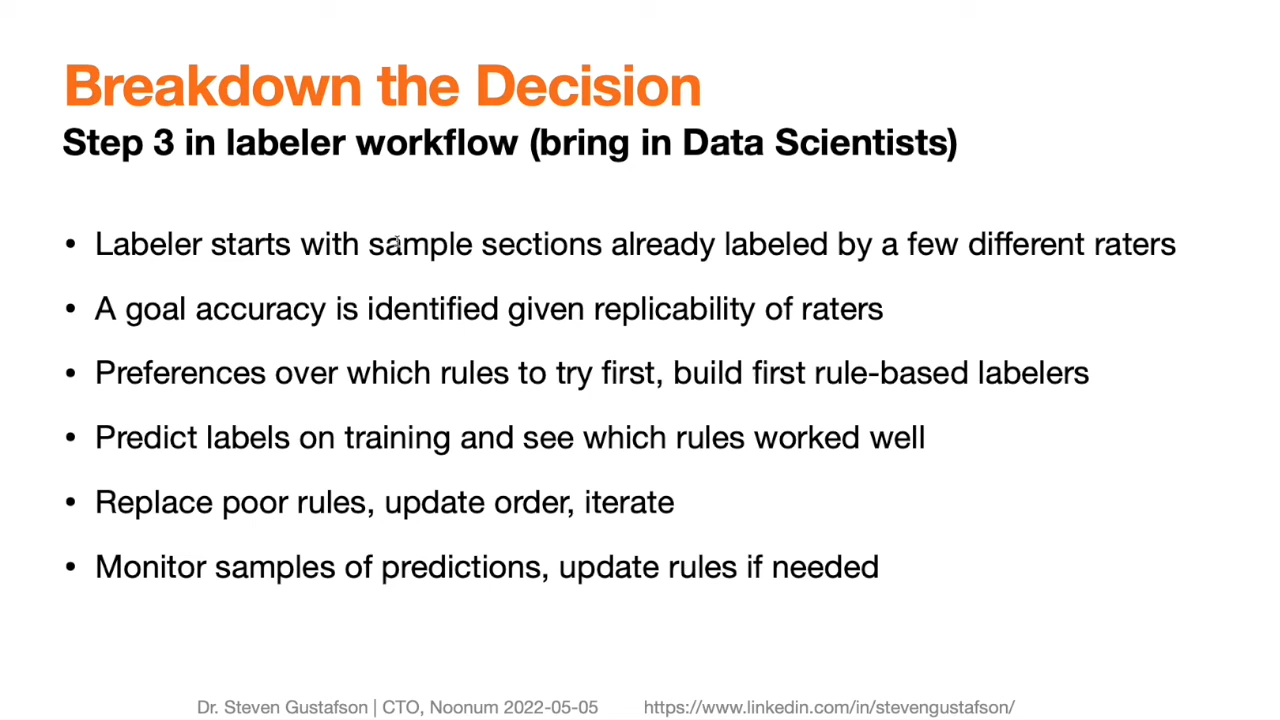 Breakdown the Decision
Step 3 in labeler workflow (bring in Data Scientists)
• Labeler starts with sample sections already labeled by a few different raters
• A goal accuracy is identified given replicability of raters
• Preferences over which rules to try first, build first rule-based labelers
• Predict labels on training and see which rules worked well
• Replace poor rules, update order, iterate
• Monitor samples of predictions, update rules if needed
Dr. Steven Gustafson | CTO, Noonum 2022-05-05 https://www.linkedin.com/in/stevengustafson/